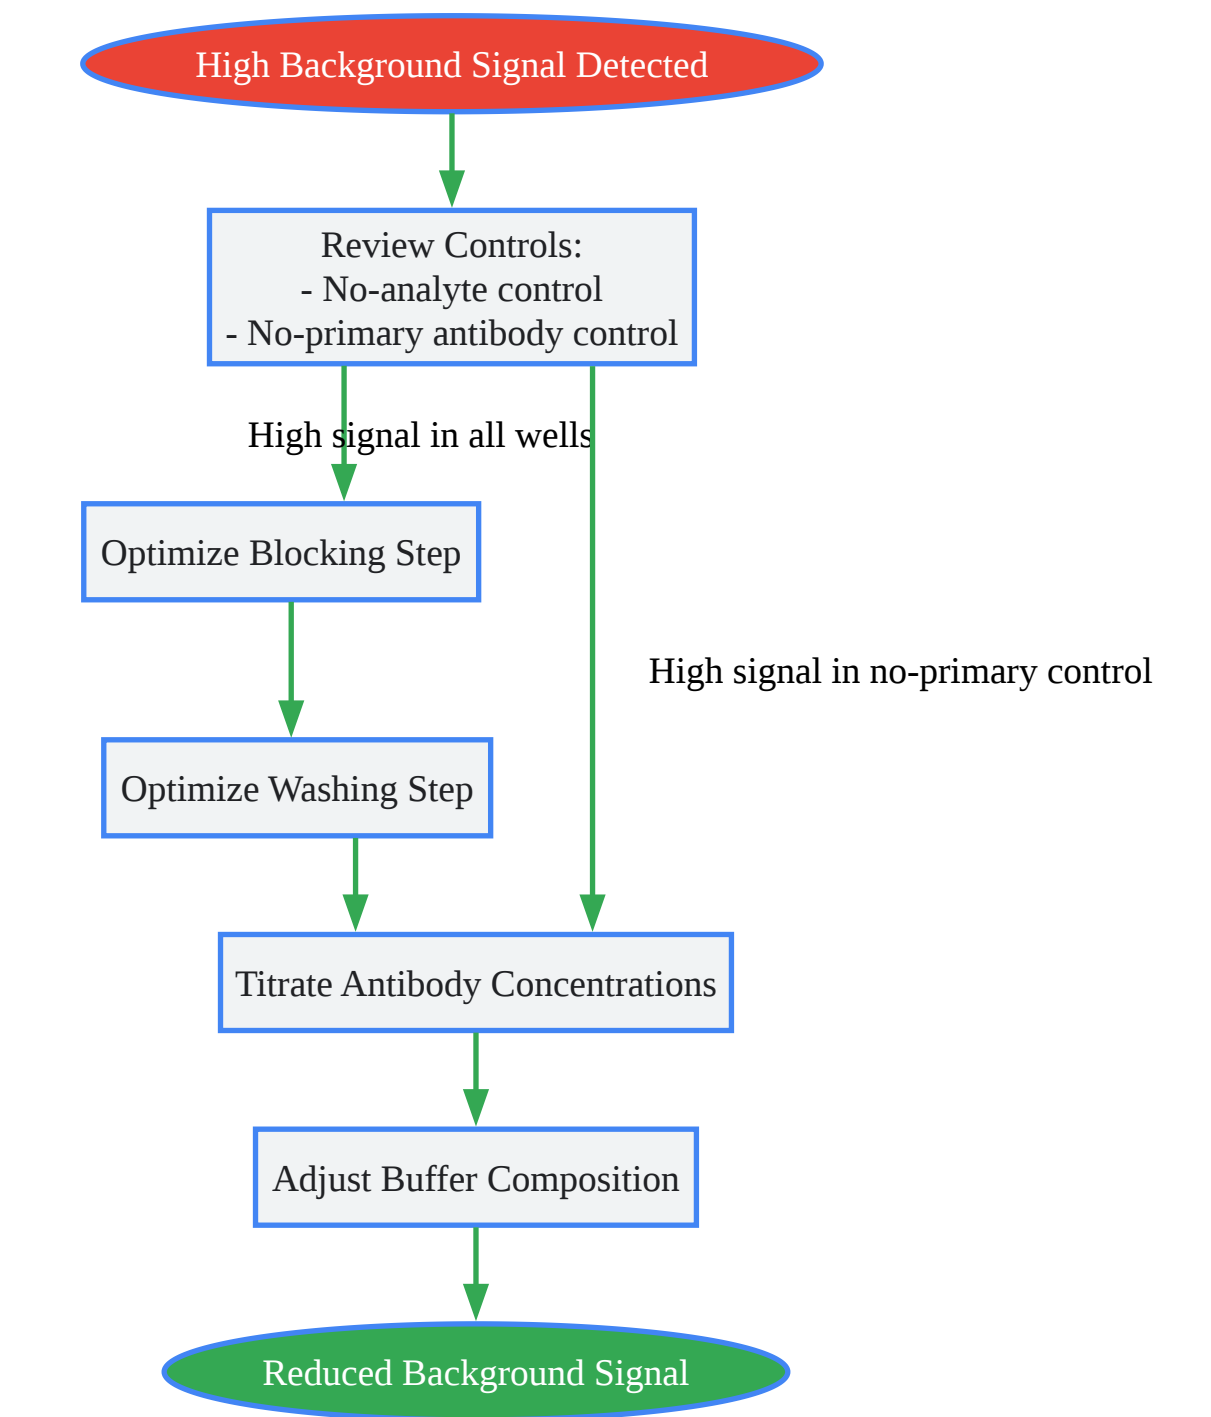 High Background Signal Detected
Review Controls:
- No-analyte control
- No-primary antibody control
High signal in all wells
Optimize Blocking Step
High signal in no-primary control
Optimize Washing Step
Titrate Antibody Concentrations
Adjust Buffer Composition
Reduced Background Signal